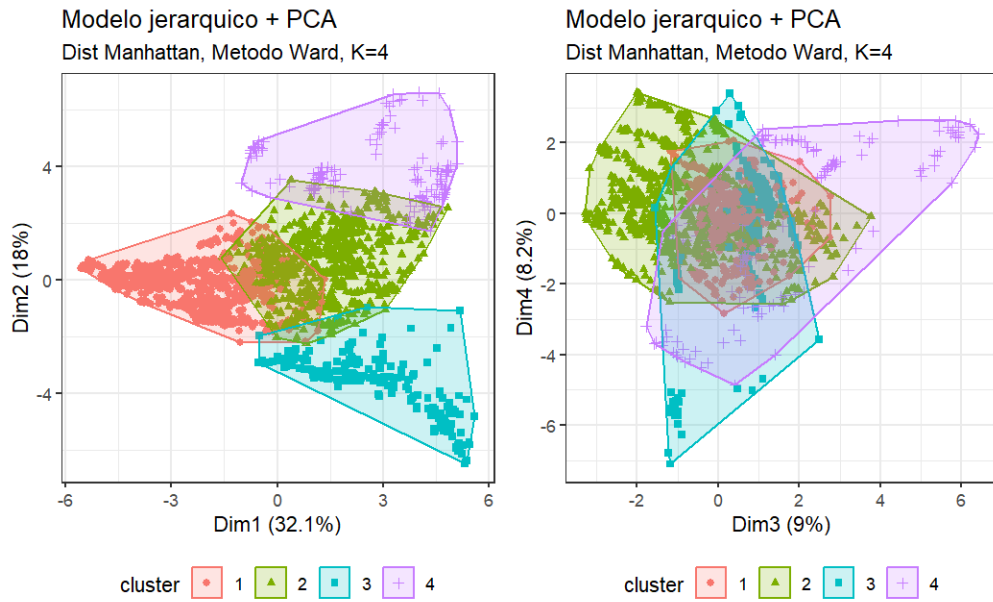 Modelo jerarquico + PCA
Dist Manhattan, Metodo Ward, K=4
Dim2 (18%)
4
0
-4
-6
-3
0
3
6
Dim1 (32.1%)
cluster 1 2 3 4
Modelo jerarquico + PCA
Dist Manhattan, Metodo Ward, K=4
Dim4 (8.2%)
2
0
-2
-4
-6
-2
0
2
4
6
Dim3 (9%)
cluster 1 2 3 4